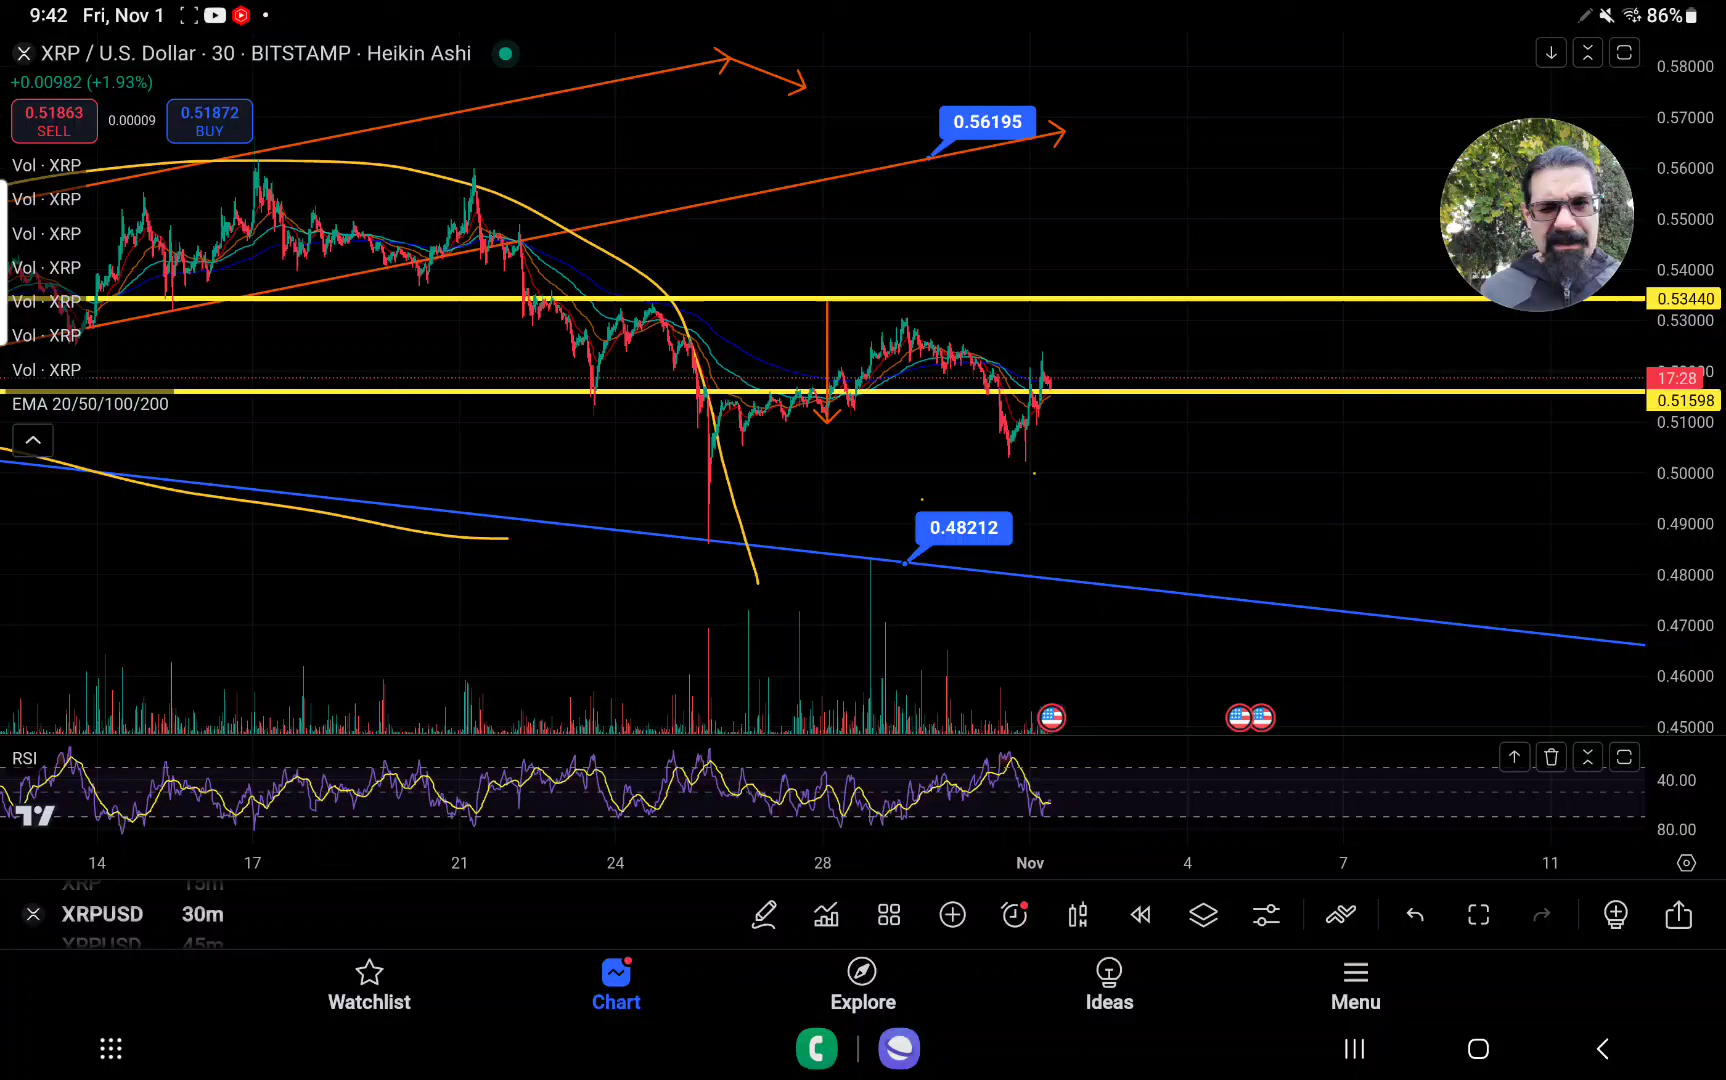 9:42 Fri, Nov 1
86%
XRP / U.S. Dollar · 30 · BITSTAMP · Heikin Ashi
+0.00982 (+1.93%)
0.51863
SELL
0.00009
0.51872
BUY
Vol · XRP
Vol · XRP
Vol · XRP
Vol · XRP
Vol · XRP
Vol · XRP
Vol · XRP
EMA 20/50/100/200
0.56195
0.48212
0.58000
0.57000
0.56000
0.55000
0.54000
0.53440
0.53000
17:28
0.51598
0.51000
0.50000
0.49000
0.48000
0.47000
0.46000
0.45000
RSI
40.00
80.00
14 17 21 24 28 Nov 4 7 11
XRP 15m
XRPUSD 30m
XRPUSD 45m
Watchlist
Chart
Explore
Ideas
Menu